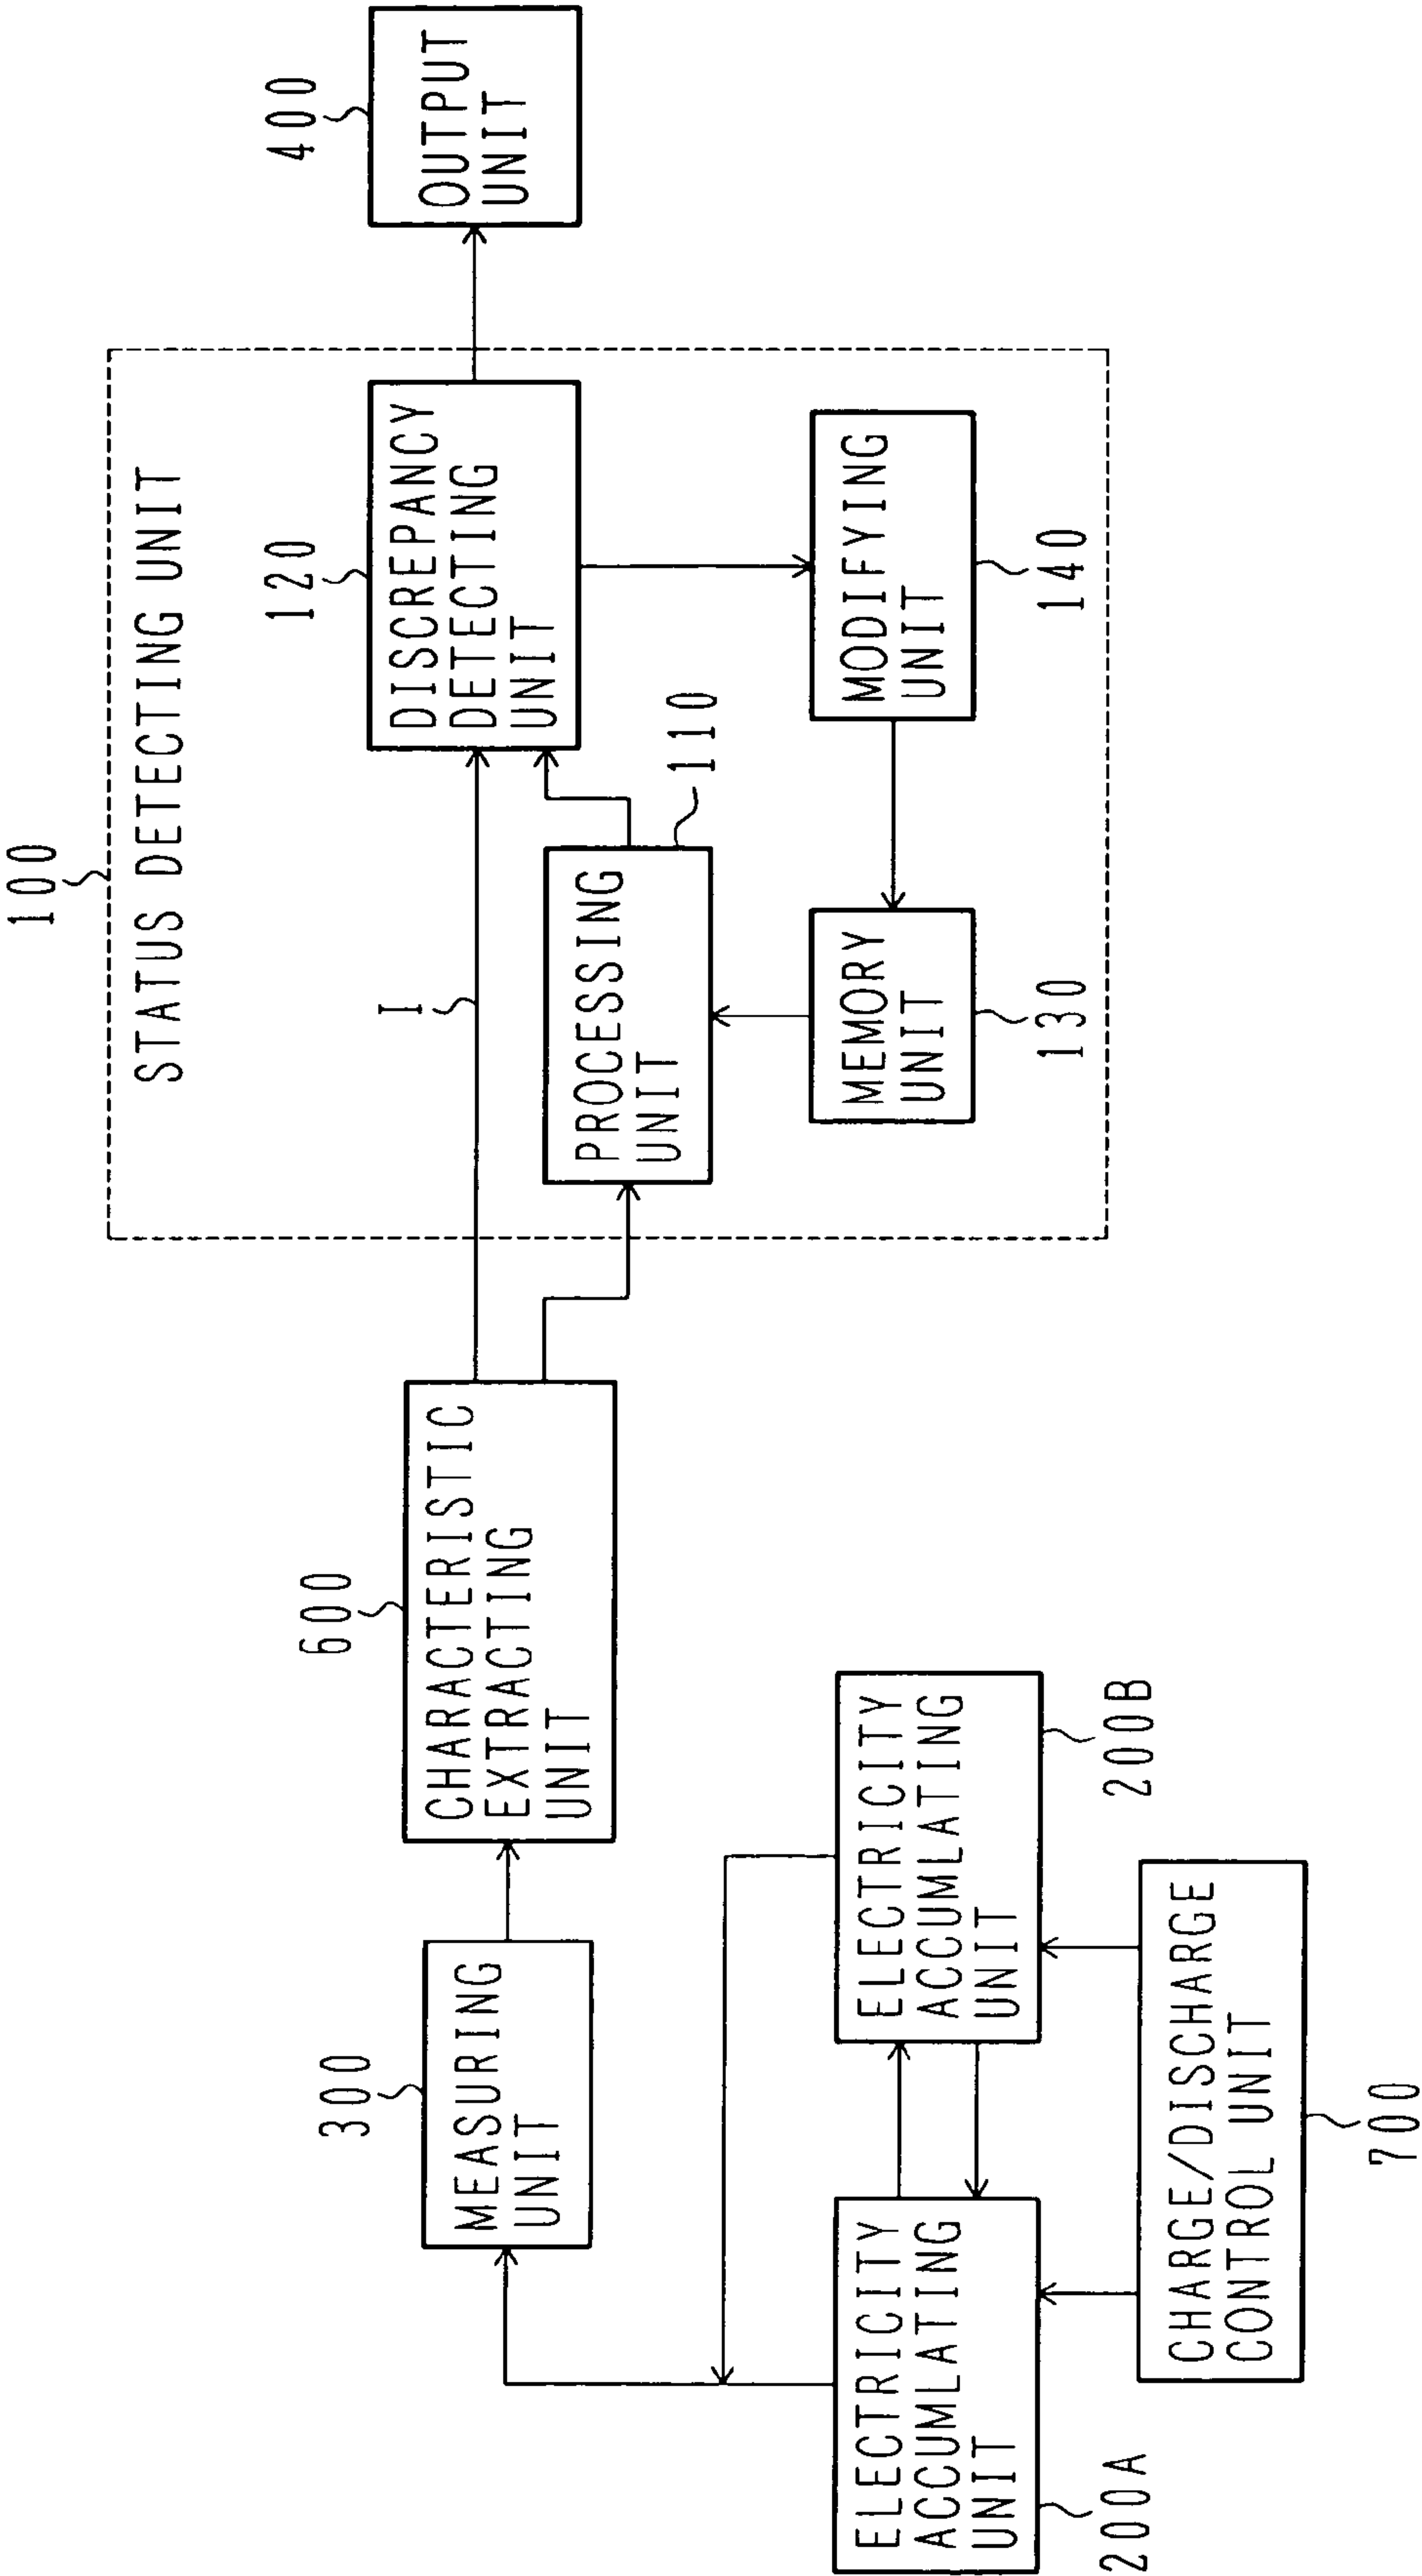 100
STATUS DETECTING UNIT
400
OUTPUT
UNIT
120
DISCREPANCY
DETECTING
UNIT
I
110
PROCESSING
UNIT
MODIFYING
UNIT
140
MEMORY
UNIT
130
600
CHARACTERISTIC
EXTRACTING
UNIT
300
MEASURING
UNIT
ELECTRICITY
ACCUMLATING
UNIT
200A
ELECTRICITY
ACCUMLATING
UNIT
200B
CHARGE/DISCHARGE
CONTROL UNIT
700